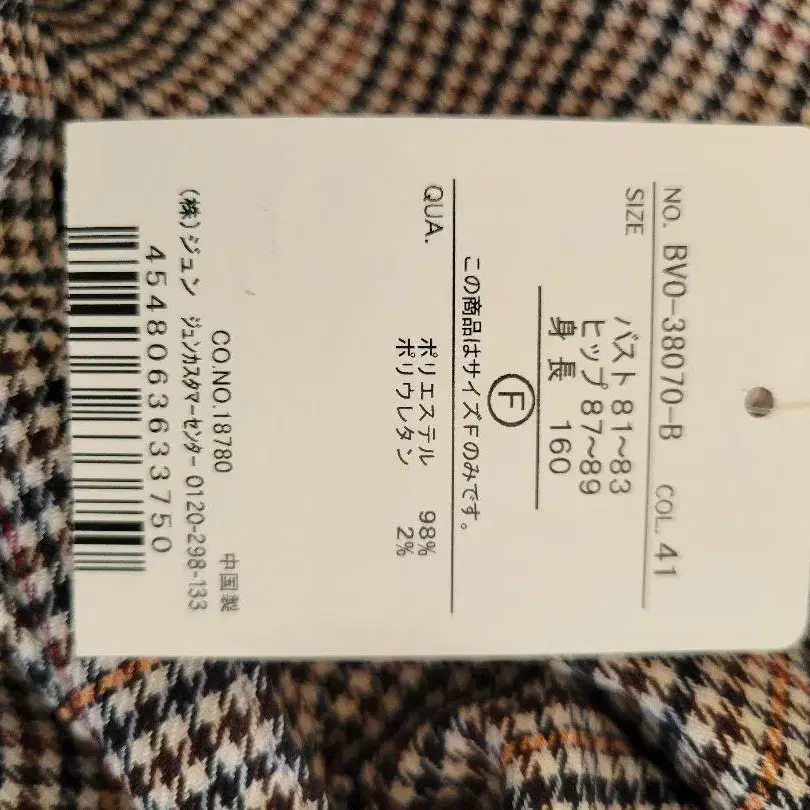 NO. BVO-38070-B COL. 41
SIZE
バスト 81~83
ヒップ 87~89
身長 160
F
この商品はサイズFのみです。
QUA.
ポリエステル 98%
ポリウレタン 2%
CO.NO.18780 中国製
(株)ジュン ジュンカスタマーセンター 0120-298-133
4548063633750